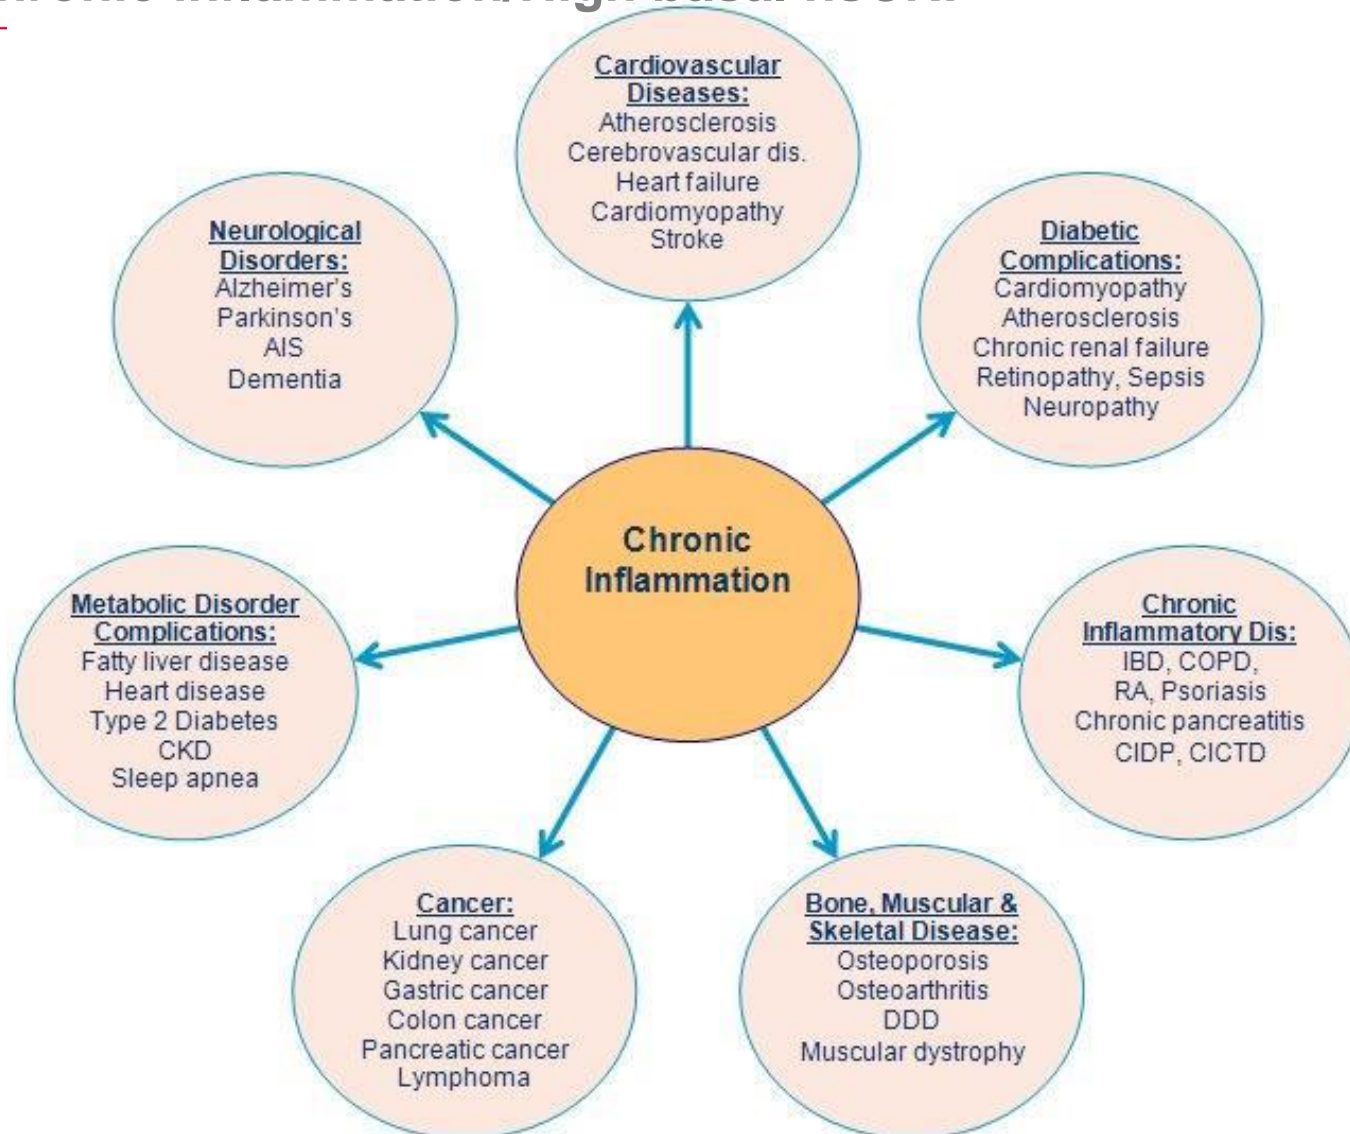 Chronic
Inflammation
Cardiovascular
Diseases:
Atherosclerosis
Cerebrovascular dis.
Heart failure
Cardiomyopathy
Stroke
Diabetic
Complications:
Cardiomyopathy
Atherosclerosis
Chronic renal failure
Retinopathy, Sepsis
Neuropathy
Chronic
Inflammatory Dis:
IBD, COPD,
RA, Psoriasis
Chronic pancreatitis
CIDP, CICTD
Bone, Muscular &
Skeletal Disease:
Osteoporosis
Osteoarthritis
DDD
Muscular dystrophy
Cancer:
Lung cancer
Kidney cancer
Gastric cancer
Colon cancer
Pancreatic cancer
Lymphoma
Metabolic Disorder
Complications:
Fatty liver disease
Heart disease
Type 2 Diabetes
CKD
Sleep apnea
Neurological
Disorders:
Alzheimer's
Parkinson's
AIS
Dementia